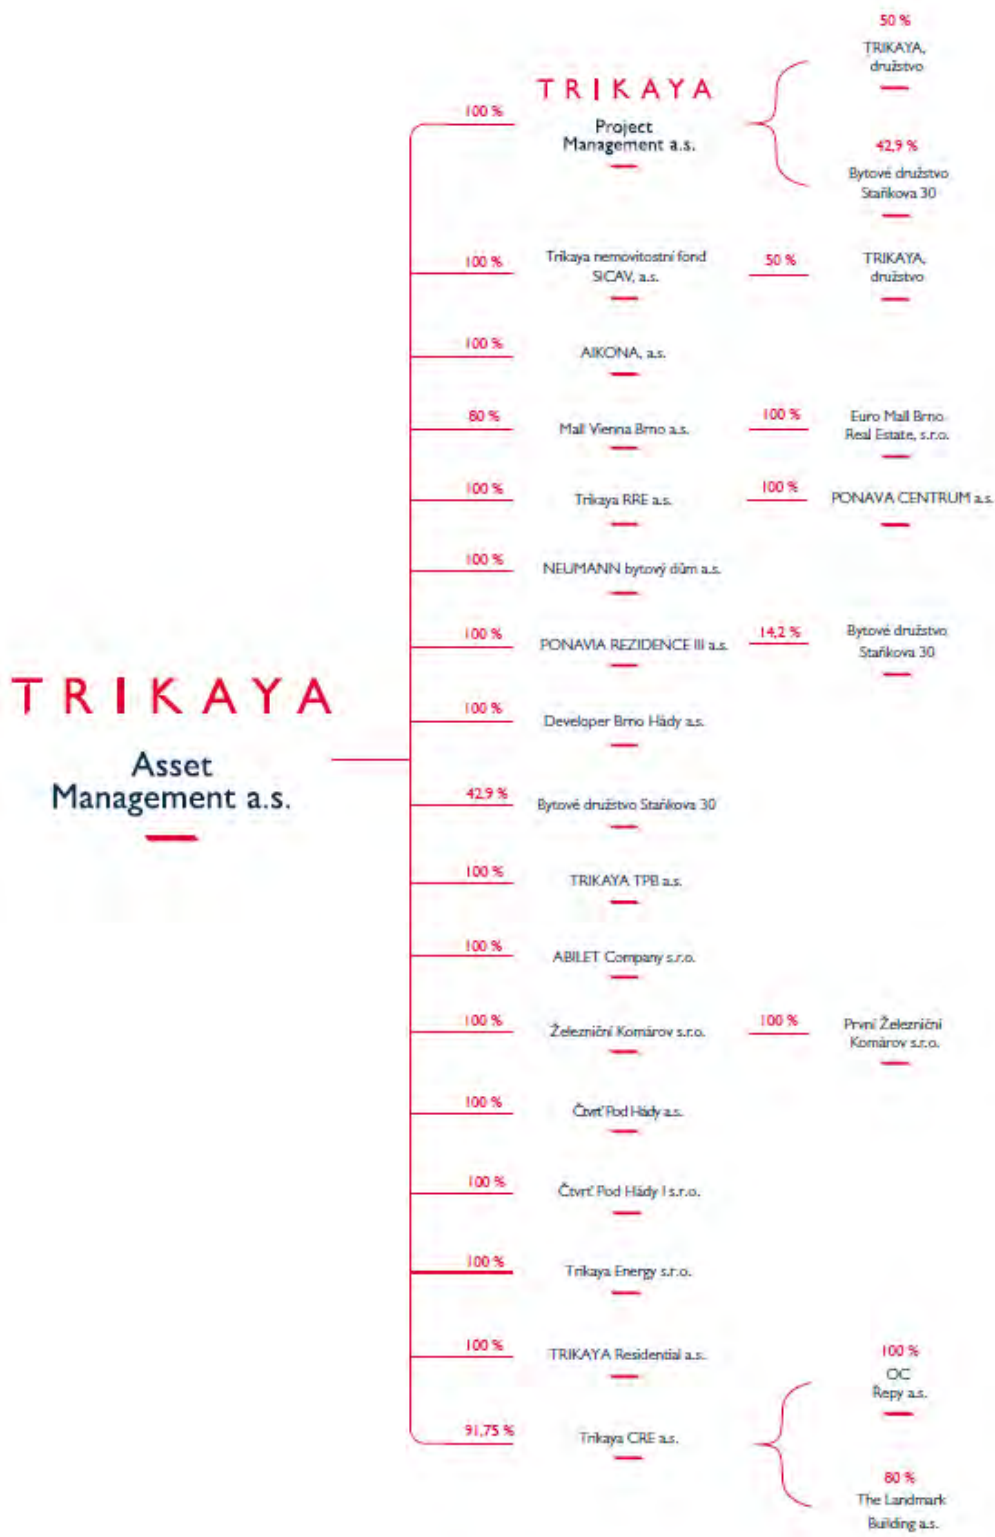 50 %
TRIKAYA,
družstvo
TRIKAYA
100 %
Project
Management a.s.
42,9 %
Bytové družstvo
Staňkova 30
100 %
Trikaya nemovitostní fond
SICAV, a.s.
50 %
TRIKAYA,
družstvo
100 %
AIKONA, a.s.
80 %
Mall Vienna Brno a.s.
100 %
Euro Mall Brno
Real Estate, s.r.o.
100 %
Trikaya RRE a.s.
100 %
PONAVA CENTRUM a.s.
100 %
NEUMANN bytový dům a.s.
100 %
PONAVIA REZIDENCE III a.s.
14,2 %
Bytové družstvo
Staňkova 30
TRIKAYA
Asset
Management a.s.
100 %
Developer Brno Hády a.s.
42,9 %
Bytové družstvo Staňkova 30
100 %
TRIKAYA TPB a.s.
100 %
ABILET Company s.r.o.
100 %
Železniční Komárov s.r.o.
100 %
První Železniční
Komárov s.r.o.
100 %
Čtvrť Pod Hády a.s.
100 %
Čtvrť Pod Hády I s.r.o.
100 %
Trikaya Energy s.r.o.
100 %
TRIKAYA Residential a.s.
100 %
OC
Řepy a.s.
91,75 %
Trikaya CRE a.s.
80 %
The Landmark
Building a.s.